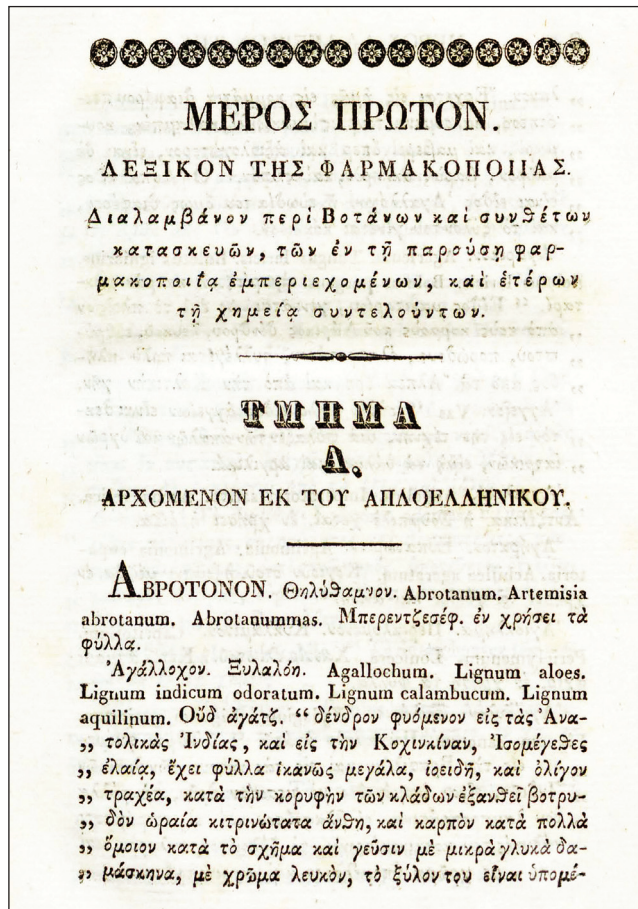 ΜΕΡΟΣ ΠΡΩΤΟΝ.
ΛΕΞΙΚΟΝ ΤΗΣ ΦΑΡΜΑΚΟΠΟΙΙΑΣ.
Διαλαμβάνον περὶ Βοτάνων καὶ συνθέτων
κατασκευῶν, τῶν ἐν τῇ παρούσῃ φαρ-
μακοποιΐᾳ ἐμπεριεχομένων, καὶ ἑτέρων
τῇ χημείᾳ συντελούντων.
ΤΜΗΜΑ
Α.
ΑΡΧΟΜΕΝΟΝ ΕΚ ΤΟΥ ΑΠΛΟΕΛΛΗΝΙΚΟΥ.
ΑΒΡΟΤΟΝΟΝ. Θηλύθαμνον. Abrotanum. Artemisia
abrotanum. Abrotanummas. Μπερεντζεσέφ. ἐν χρήσει τὰ
φύλλα.
Ἀγάλλοχον. Ξυλαλόη. Agallochum. Lignum aloes.
Lignum indicum odoratum. Lignum calambucum. Lignum
aquilinum. Οὐδ ἀγάτζ. “δένδρον φυόμενον εἰς τὰς Ἀνα-
„ τολικὰς Ἰνδίας, καὶ εἰς τὴν Κοχινκίναν, Ἰσομέγεθες
„ ἐλαίᾳ, ἔχει φύλλα ἱκανῶς μεγάλα, ἰοειδῆ, καὶ ὀλίγον
„ τραχέα, κατὰ τὴν κορυφὴν τῶν κλάδων ἐξανθεῖ βοτρυ-
„ δὸν ὡραία κιτρινώτατα ἄνθη, καὶ καρπὸν κατὰ πολλὰ
„ ὅμοιον κατὰ τὸ σχῆμα καὶ γεῦσιν μὲ μικρὰ γλυκὰ δα-
„ μάσκηνα, μὲ χρῶμα λευκὸν, τὸ ξύλον του εἶναι ὑπομέ-